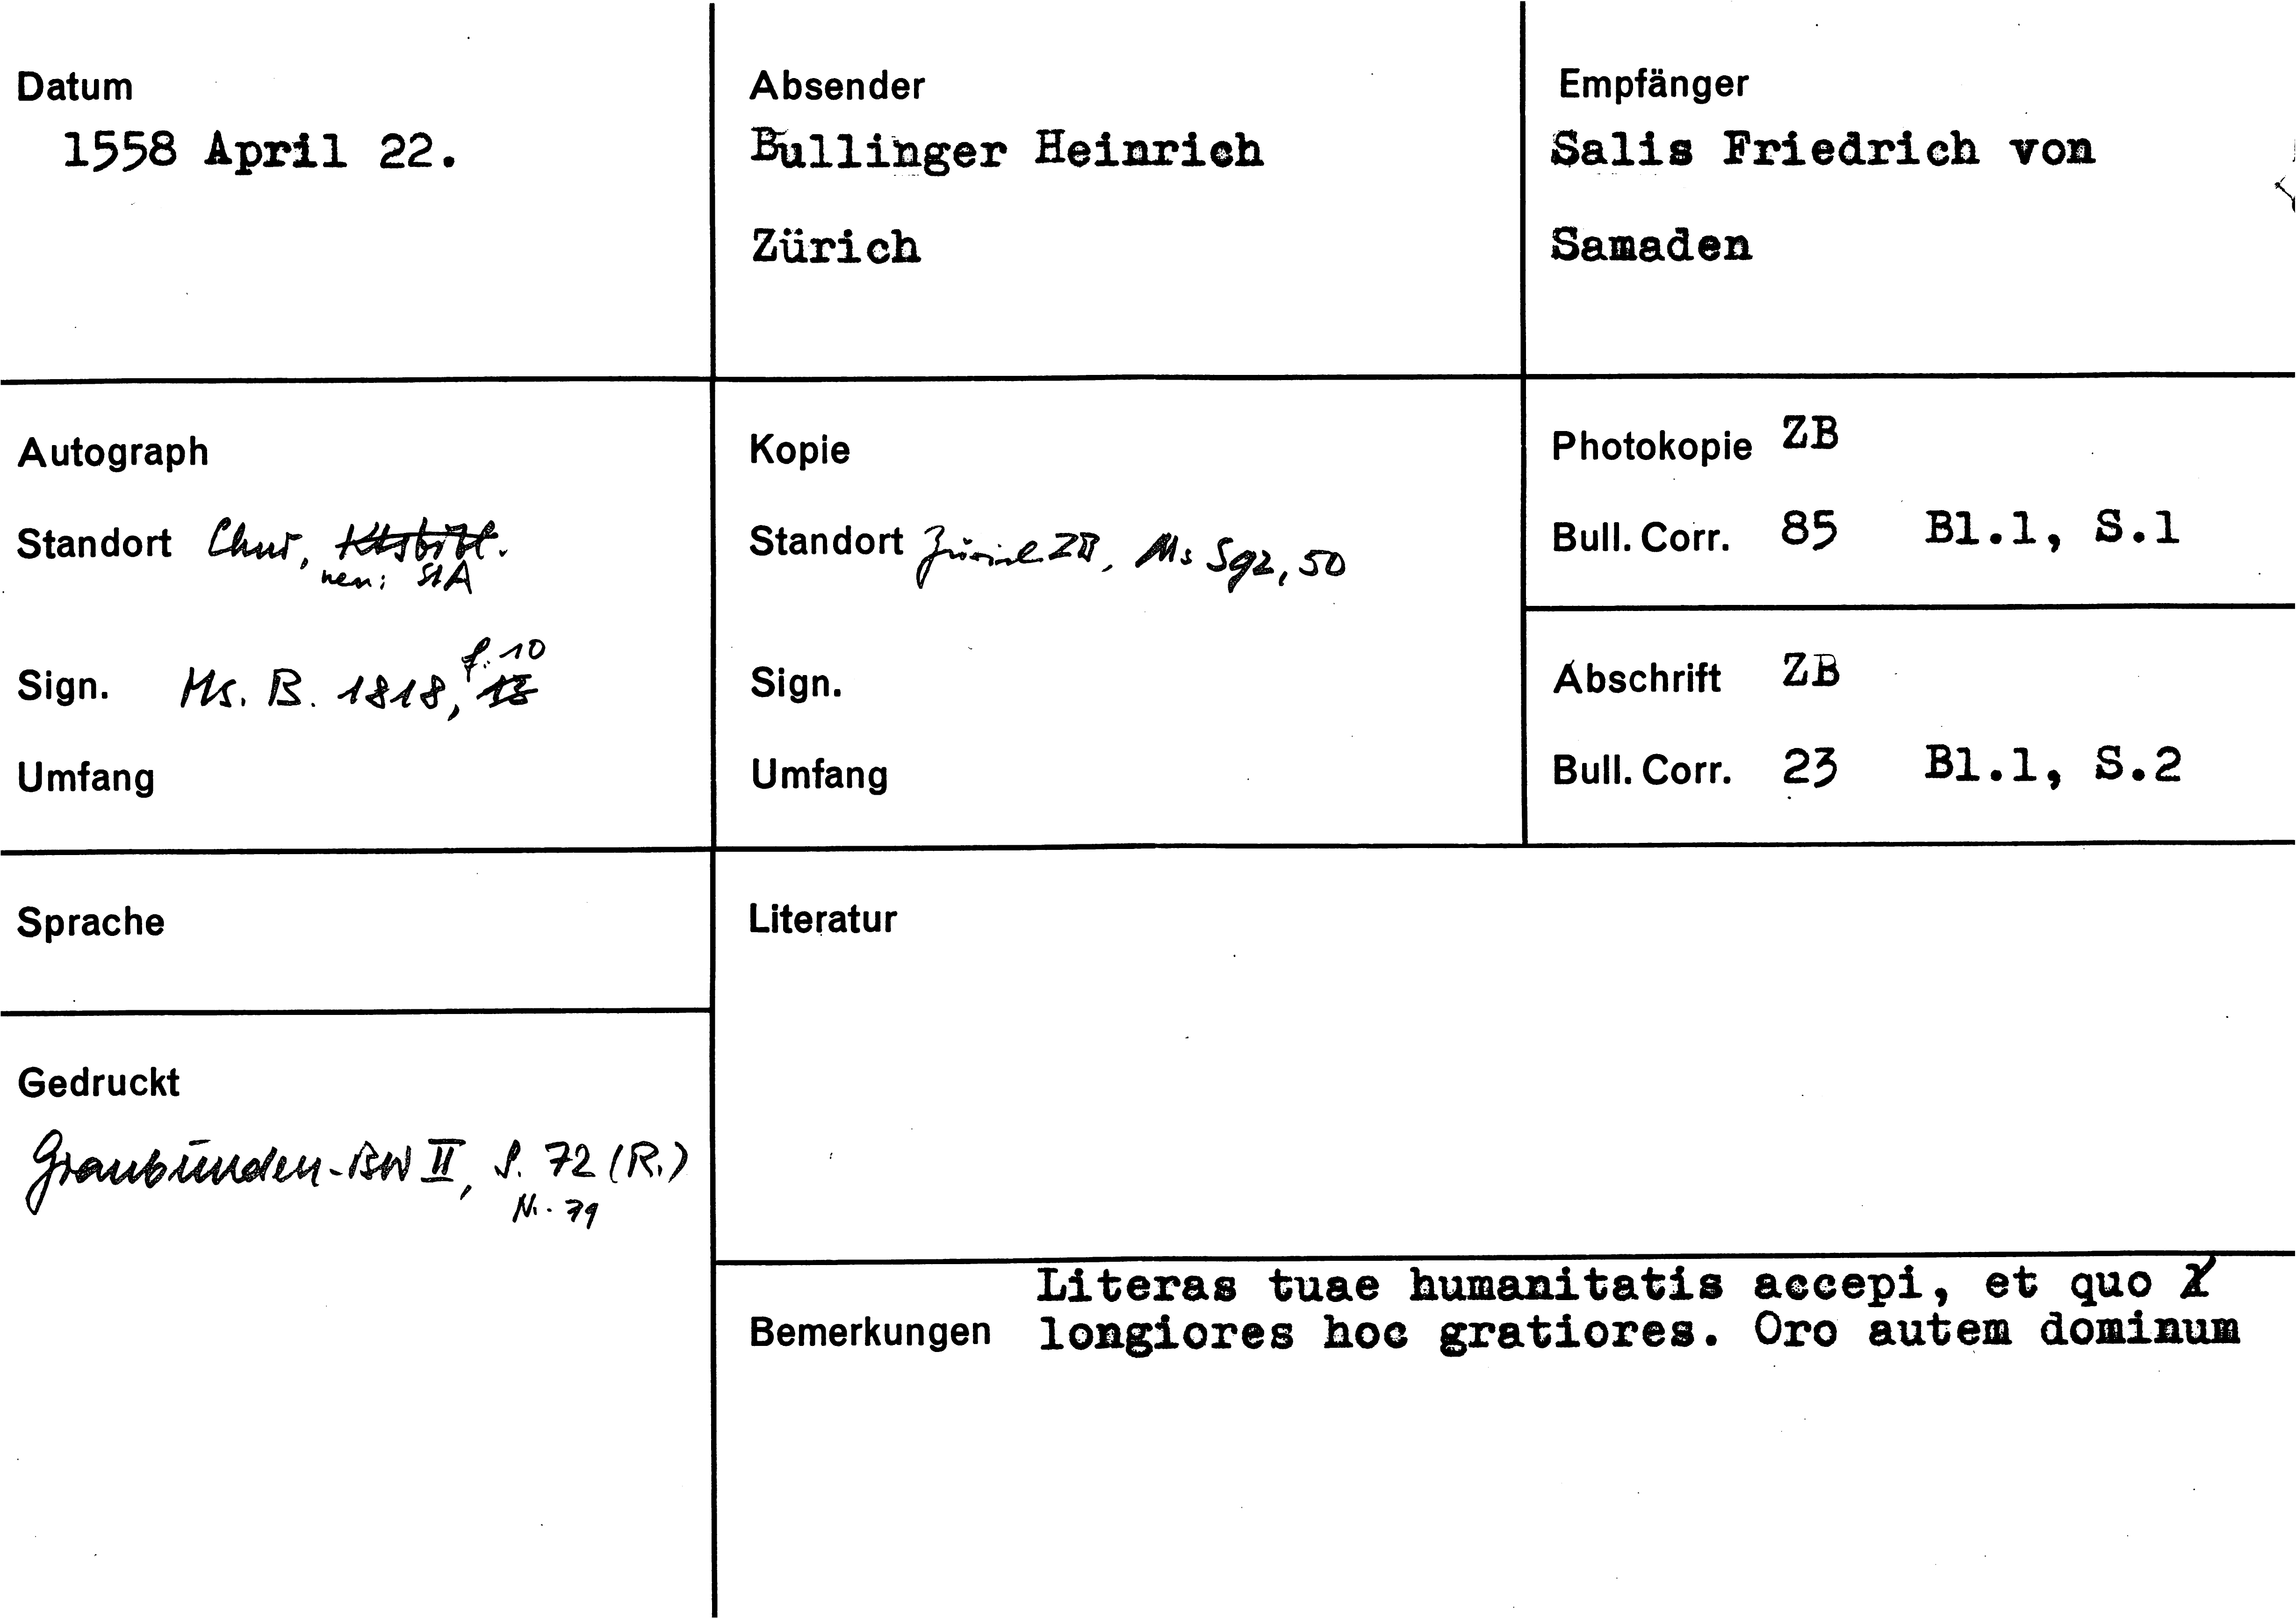 Datum
1558 April 22.
Absender
Bullinger Heinrich
Zürich
Empfänger
Salis Friedrich von
Samaden
Autograph
Standort Chur, Ktsbibl.
neu: StA
Sign. Ms. B. 1818, f. 10
Umfang
Kopie
Standort Zürich ZB, Ms S92, 50
Sign.
Umfang
Photokopie ZB
Bull. Corr. 85 Bl.1, S.1
Abschrift ZB
Bull. Corr. 23 Bl.1, S.2
Sprache
Gedruckt
Graubünden-BW II, S. 72 (R.)
Nr. 79
Literatur
Bemerkungen
Literas tuae humanitatis accepi, et quo
longiores hoc gratiores. Oro autem dominum